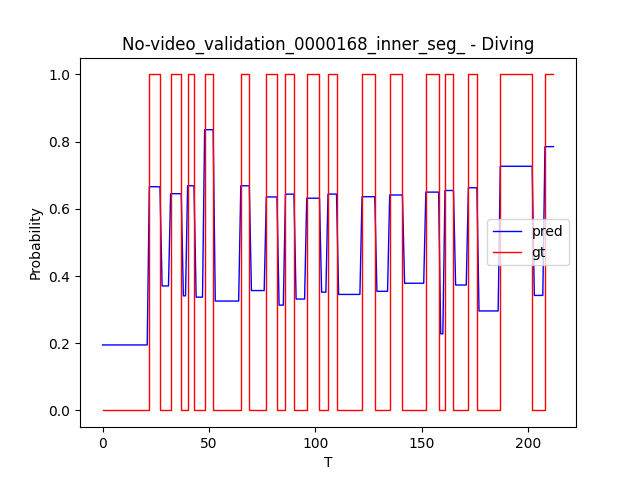 No-video_validation_0000168_inner_seg_ - Diving
1.0
0.8
0.6
0.4
0.2
0.0
Probability
pred
gt
0 50 100 150 200
T